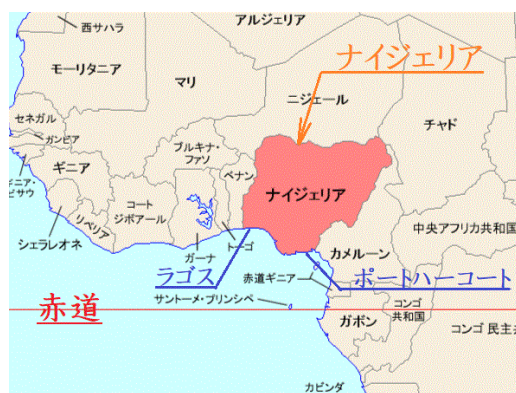 アルジェリア
西サハラ
モーリタニア
マリ
ナイジェリア
ニジェール
チャド
セネガル
ガンビア
ギニア・
ビサウ
ギニア
ブルキナ・
ファソ
ベナン
ナイジェリア
コート
ジボアール
リベリア
シェラレオネ
ガーナ
トーゴ
中央アフリカ共和国
カメルーン
ラゴス
赤道ギニア
ポートハーコート
サントーメ・プリンシペ
赤道
ガボン
コンゴ
共和国
コンゴ 民主共
カビンダ